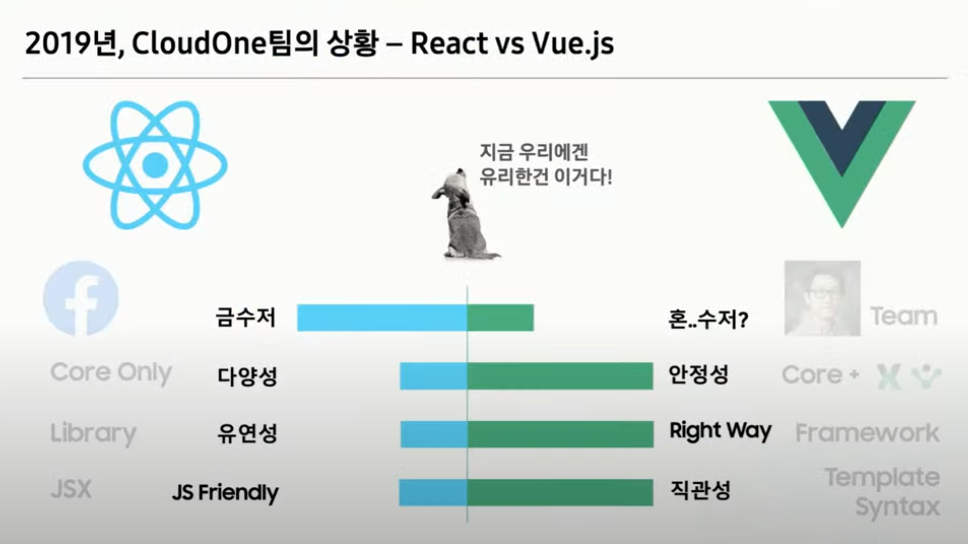 2019년, CloudOne팀의 상황 – React vs Vue.js
지금 우리에겐
유리한건 이거다!
금수저
혼..수저?
Team
Core Only
다양성
안정성
Core +
Library
유연성
Right Way
Framework
JSX
JS Friendly
직관성
Template
Syntax